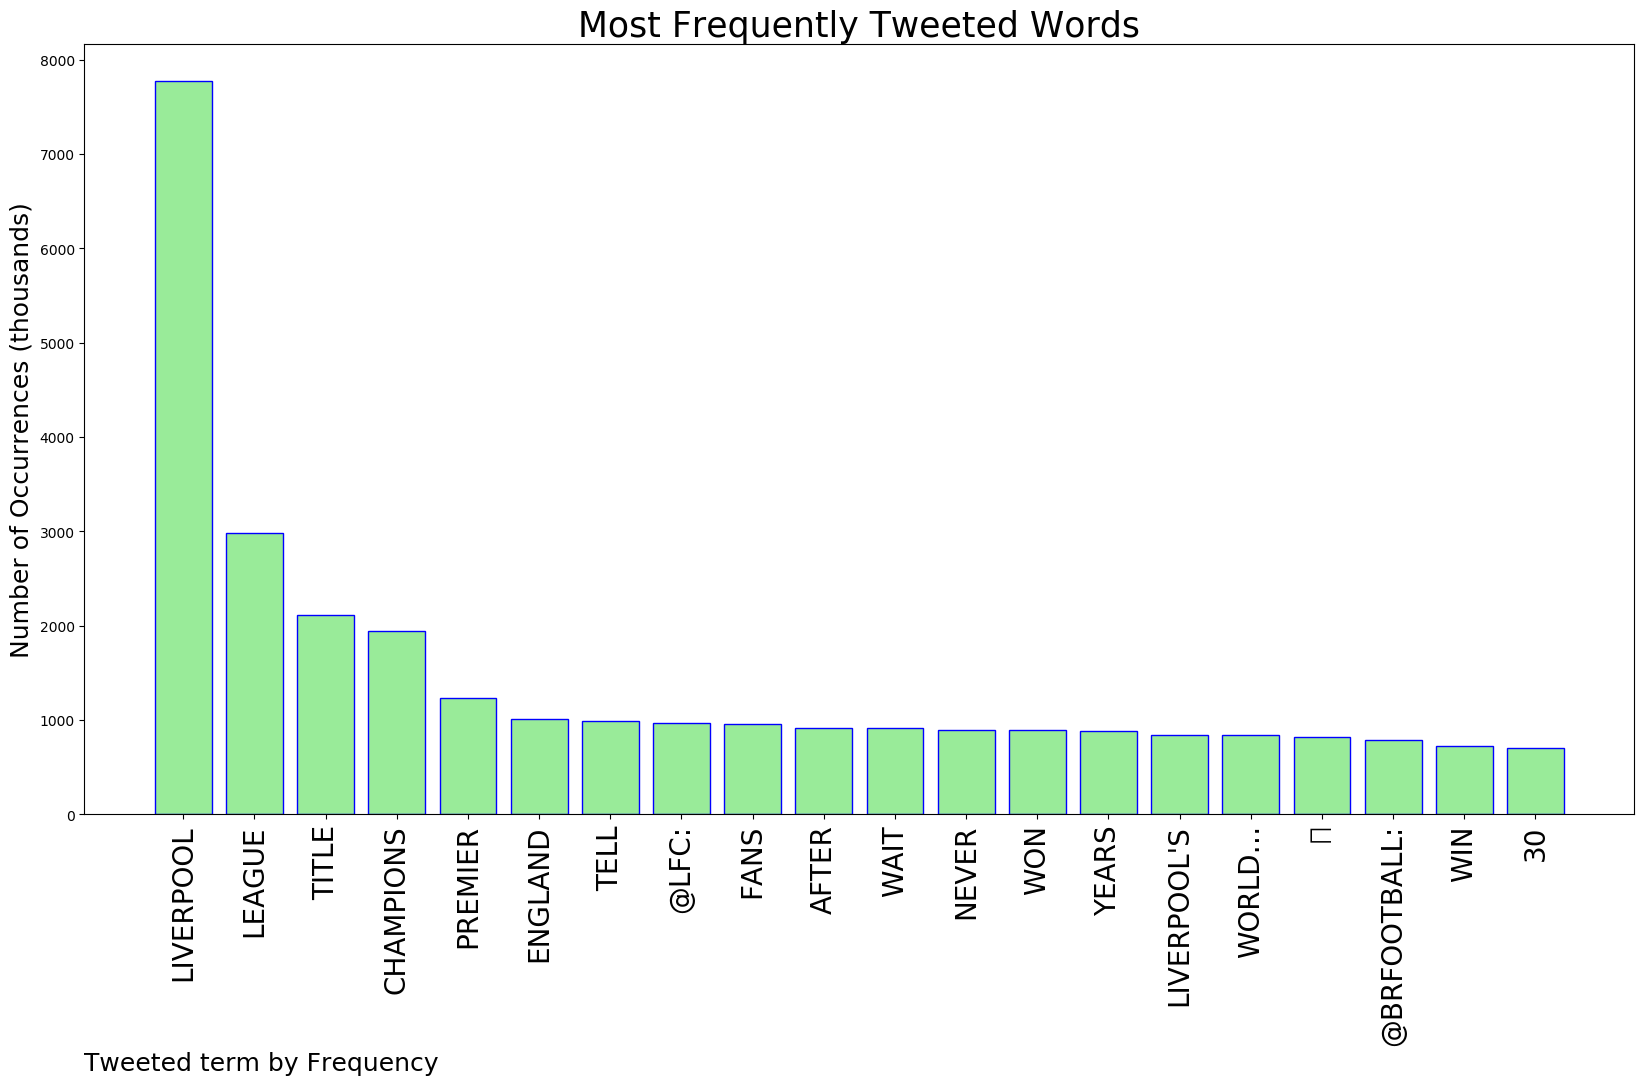 Most Frequently Tweeted Words
Number of Occurrences (thousands)
8000
7000
6000
5000
4000
3000
2000
1000
0
LIVERPOOL
LEAGUE
TITLE
CHAMPIONS
PREMIER
ENGLAND
TELL
@LFC:
FANS
AFTER
WAIT
NEVER
WON
YEARS
LIVERPOOL'S
WORLD...
@BRFOOTBALL:
WIN
30
Tweeted term by Frequency